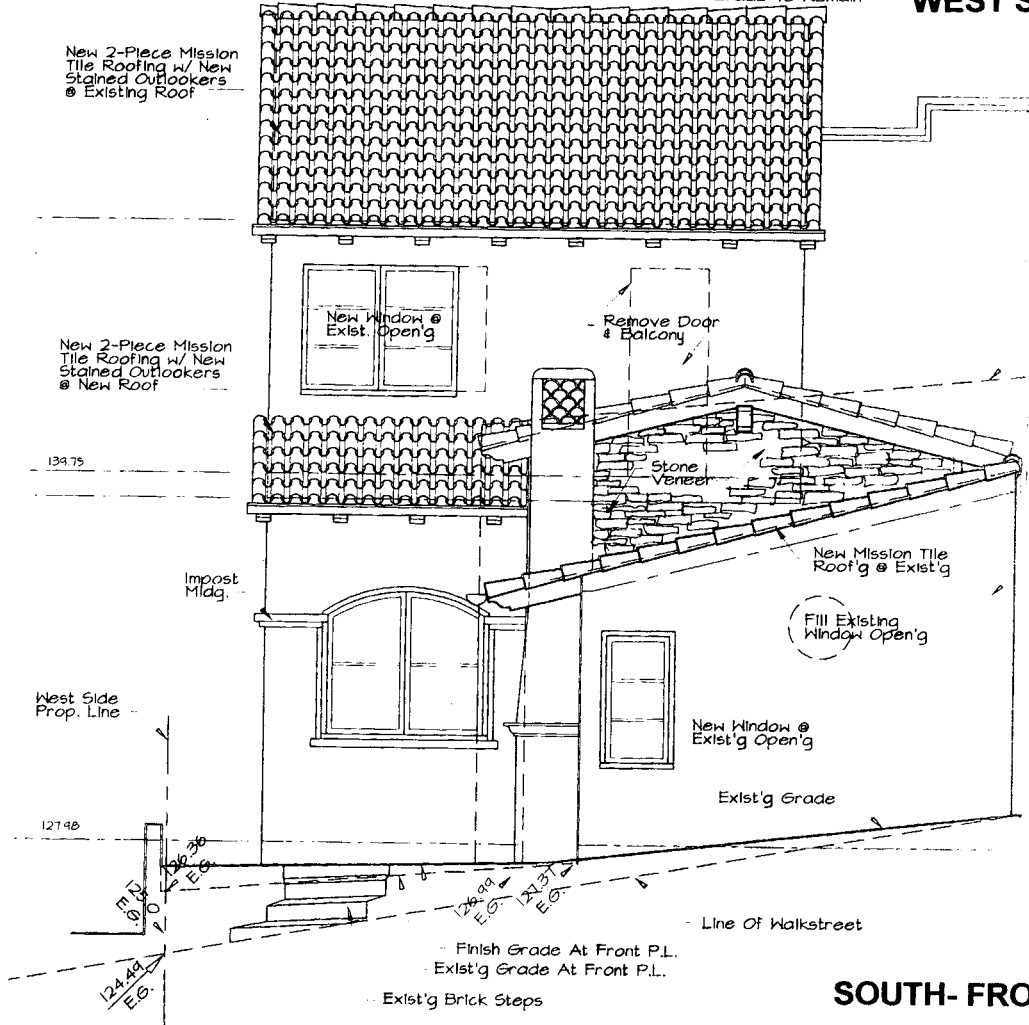 WEST S
New 2-Piece Mission
Tile Roofing w/ New
Stained Outlookers
@ Existing Roof
New Window @
Exist. Open'g
Remove Door
& Balcony
New 2-Piece Mission
Tile Roofing w/ New
Stained Outlookers
@ New Roof
139.75
Stone
Veneer
New Mission Tile
Roof'g @ Exist'g
Impost
Mldg.
Fill Existing
Window Open'g
West Side
Prop. Line
New Window @
Exist'g Open'g
Exist'g Grade
127.98
126.36
E.G.
E.G.
126.99
E.G.
127.37
E.G.
Line Of Walkstreet
Finish Grade At Front P.L.
Exist'g Grade At Front P.L.
124.49
E.G.
Exist'g Brick Steps
SOUTH- FRO